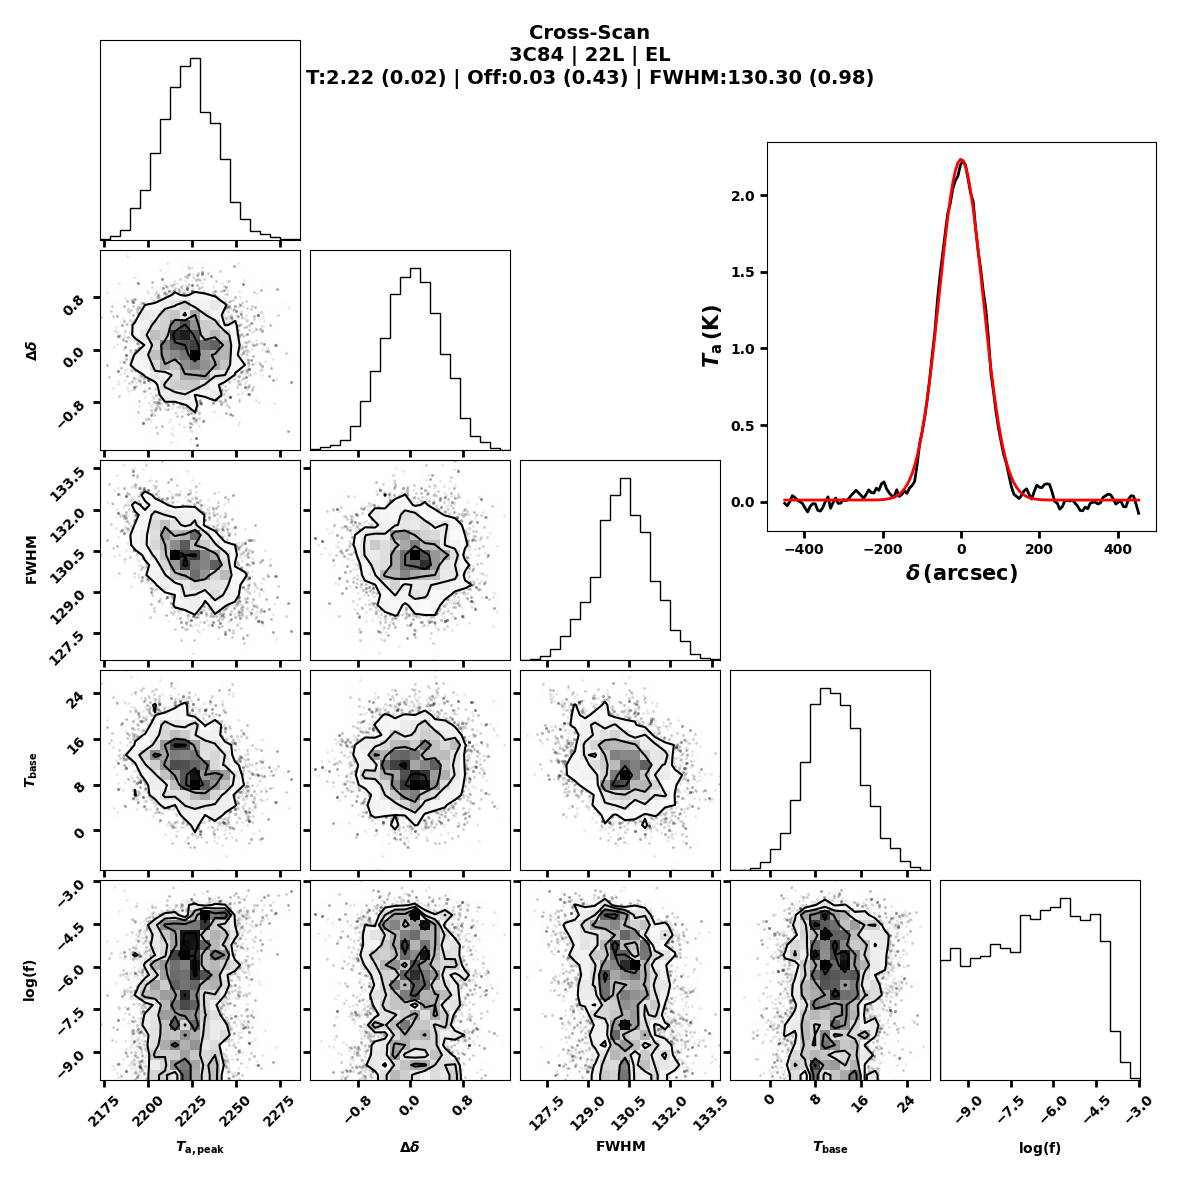 Cross-Scan
3C84 | 22L | EL
T:2.22 (0.02) | Off:0.03 (0.43) | FWHM:130.30 (0.98)
2.0
1.5
1.0
0.5
0.0
T_a (K)
−400 −200 0 200 400
δ (arcsec)
0.8
0.0
−0.8
Δδ
133.5
132.0
130.5
129.0
127.5
FWHM
24
16
8
0
T_base
−3.0
−4.5
−6.0
−7.5
−9.0
log(f)
2175 2200 2225 2250 2275
−0.8 0.0 0.8
127.5 129.0 130.5 132.0 133.5
0 8 16 24
−9.0 −7.5 −6.0 −4.5 −3.0
T_a,peak
Δδ
FWHM
T_base
log(f)